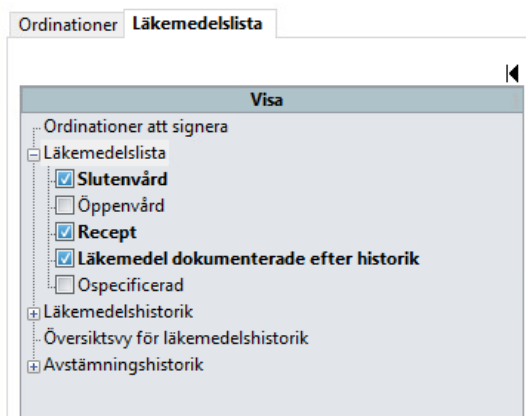 Ordinationer Läkemedelslista
Visa
Ordinationer att signera
Läkemedelslista
Slutenvård
Öppenvård
Recept
Läkemedel dokumenterade efter historik
Ospecificerad
Läkemedelshistorik
Översiktsvy för läkemedelshistorik
Avstämningshistorik